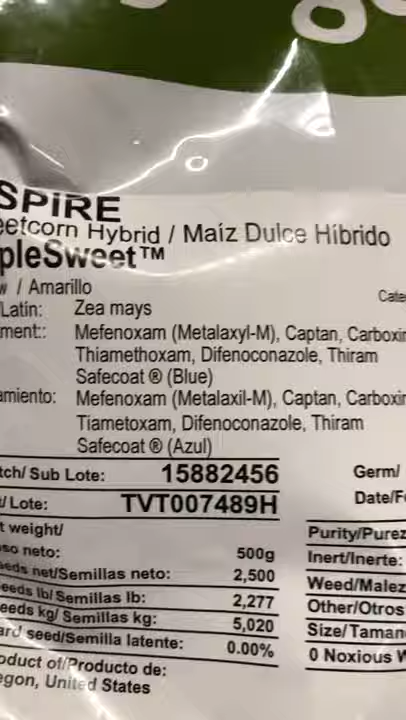 SPIRE
eetcorn Hybrid / Maíz Dulce Híbrido
pleSweet™
w / Amarillo
Cate
Latin: Zea mays
ment:: Mefenoxam (Metalaxyl-M), Captan, Carboxin
Thiamethoxam, Difenoconazole, Thiram
Safecoat ® (Blue)
amiento: Mefenoxam (Metalaxil-M), Captan, Carboxin
Tiametoxam, Difenoconazole, Thiram
Safecoat ® (Azul)
tch/ Sub Lote: 15882456
/ Lote: TVT007489H
t weight/
so neto: 500g
eeds net/Semillas neto: 2,500
eeds lb/ Semillas lb: 2,277
eeds kg/ Semillas kg: 5,020
ard seed/Semilla latente: 0.00%
oduct of/Producto de:
egon, United States
Germ/
Date/Fe
Purity/Purez
Inert/Inerte:
Weed/Malez
Other/Otros
Size/Taman
0 Noxious W